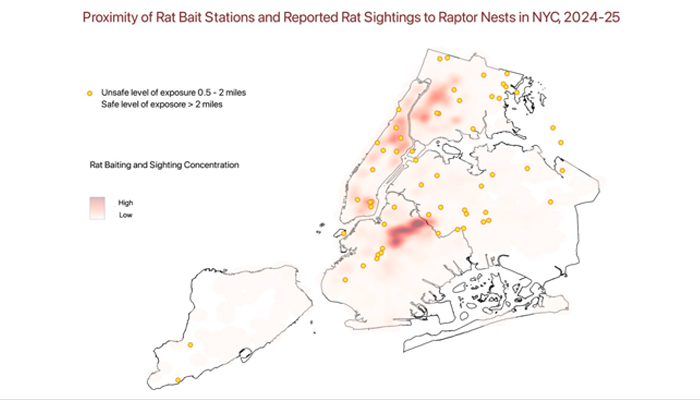 Proximity of Rat Bait Stations and Reported Rat Sightings to Raptor Nests in NYC, 2024-25
Unsafe level of exposure 0.5 - 2 miles
Safe level of exporsore > 2 miles
Rat Baiting and Sighting Concentration
High
Low